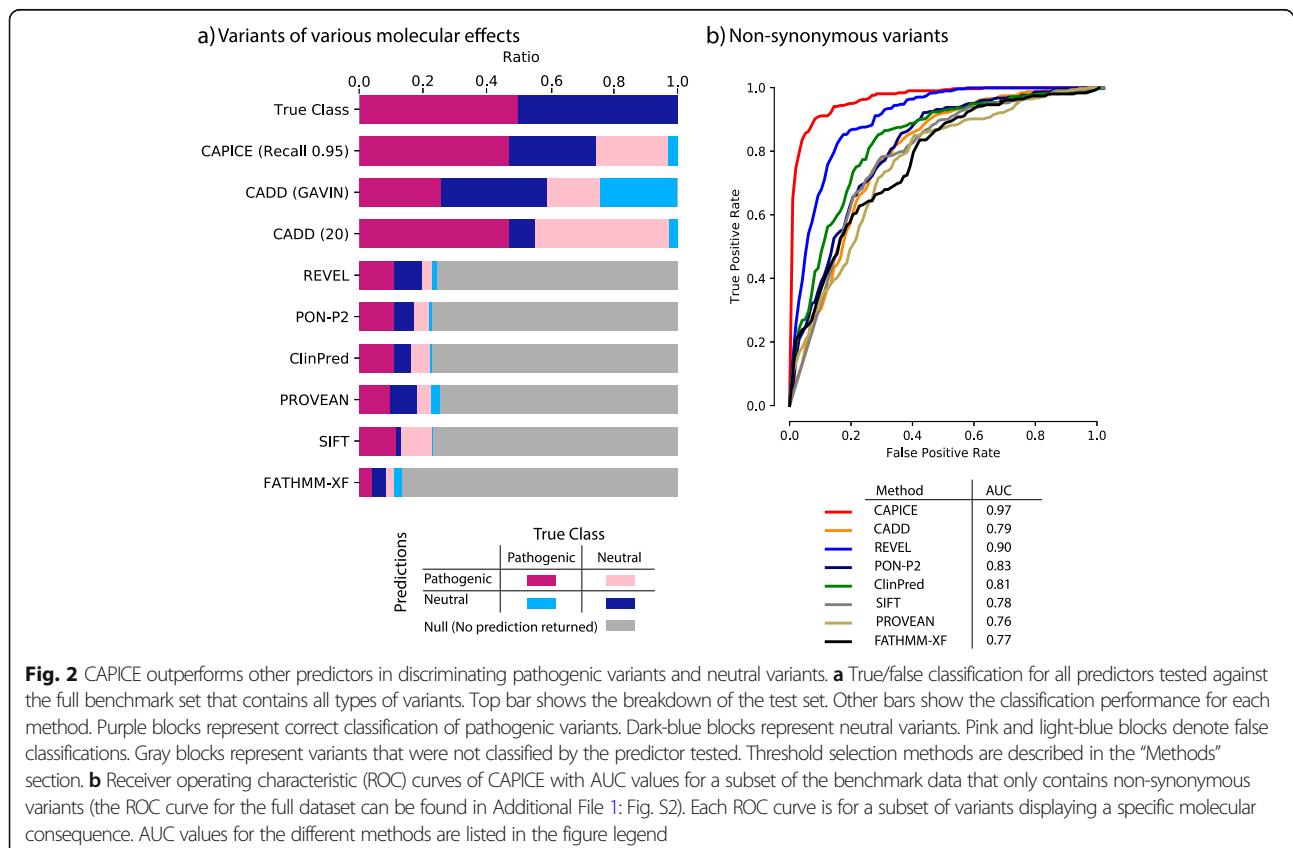 a) Variants of various molecular effects
Ratio
0.0 0.2 0.4 0.6 0.8 1.0
True Class
CAPICE (Recall 0.95)
CADD (GAVIN)
CADD (20)
REVEL
PON-P2
ClinPred
PROVEAN
SIFT
FATHMM-XF
True Class
Pathogenic Neutral
Predictions
Pathogenic
Neutral
Null (No prediction returned)
b) Non-synonymous variants
True Positive Rate
1.0
0.8
0.6
0.4
0.2
0.0
0.0 0.2 0.4 0.6 0.8 1.0
False Positive Rate
Method AUC
CAPICE 0.97
CADD 0.79
REVEL 0.90
PON-P2 0.83
ClinPred 0.81
SIFT 0.78
PROVEAN 0.76
FATHMM-XF 0.77
Fig. 2 CAPICE outperforms other predictors in discriminating pathogenic variants and neutral variants. a True/false classification for all predictors tested against
the full benchmark set that contains all types of variants. Top bar shows the breakdown of the test set. Other bars show the classification performance for each
method. Purple blocks represent correct classification of pathogenic variants. Dark-blue blocks represent neutral variants. Pink and light-blue blocks denote false
classifications. Gray blocks represent variants that were not classified by the predictor tested. Threshold selection methods are described in the “Methods”
section. b Receiver operating characteristic (ROC) curves of CAPICE with AUC values for a subset of the benchmark data that only contains non-synonymous
variants (the ROC curve for the full dataset can be found in Additional File 1: Fig. S2). Each ROC curve is for a subset of variants displaying a specific molecular
consequence. AUC values for the different methods are listed in the figure legend